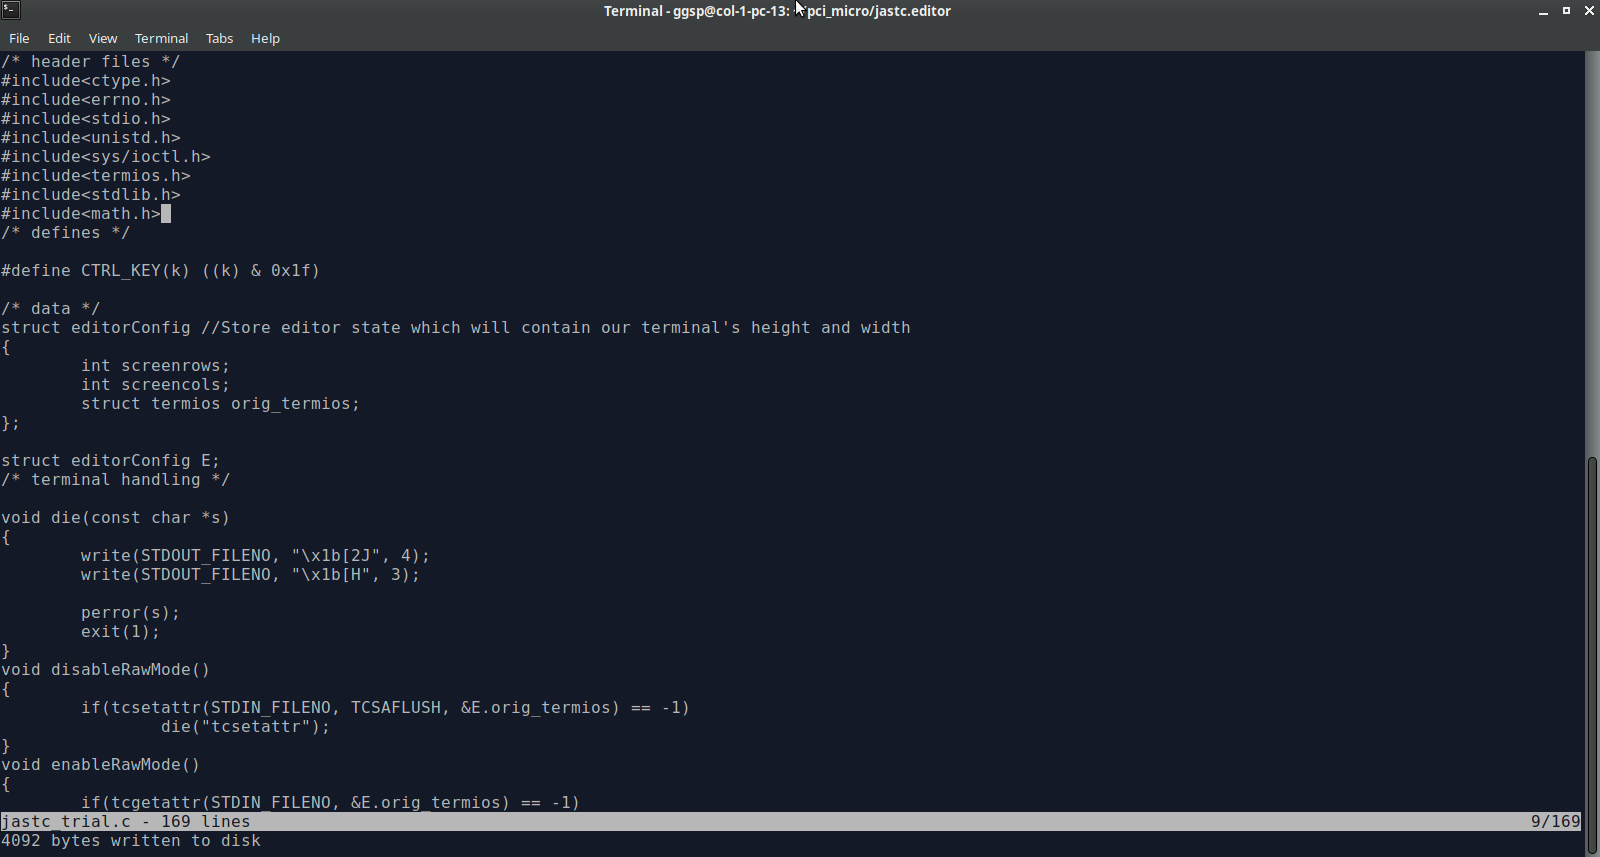 Terminal - ggsp@col-1-pc-13: pci_micro/jastc.editor
File Edit View Terminal Tabs Help
/* header files */
#include<ctype.h>
#include<errno.h>
#include<stdio.h>
#include<unistd.h>
#include<sys/ioctl.h>
#include<termios.h>
#include<stdlib.h>
#include<math.h>
/* defines */
#define CTRL_KEY(k) ((k) & 0x1f)
/* data */
struct editorConfig //Store editor state which will contain our terminal's height and width
{
        int screenrows;
        int screencols;
        struct termios orig_termios;
};
struct editorConfig E;
/* terminal handling */
void die(const char *s)
{
        write(STDOUT_FILENO, "\x1b[2J", 4);
        write(STDOUT_FILENO, "\x1b[H", 3);
        perror(s);
        exit(1);
}
void disableRawMode()
{
        if(tcsetattr(STDIN_FILENO, TCSAFLUSH, &E.orig_termios) == -1)
                die("tcsetattr");
}
void enableRawMode()
{
        if(tcgetattr(STDIN_FILENO, &E.orig_termios) == -1)
jastc_trial.c - 169 lines 9/169
4092 bytes written to disk